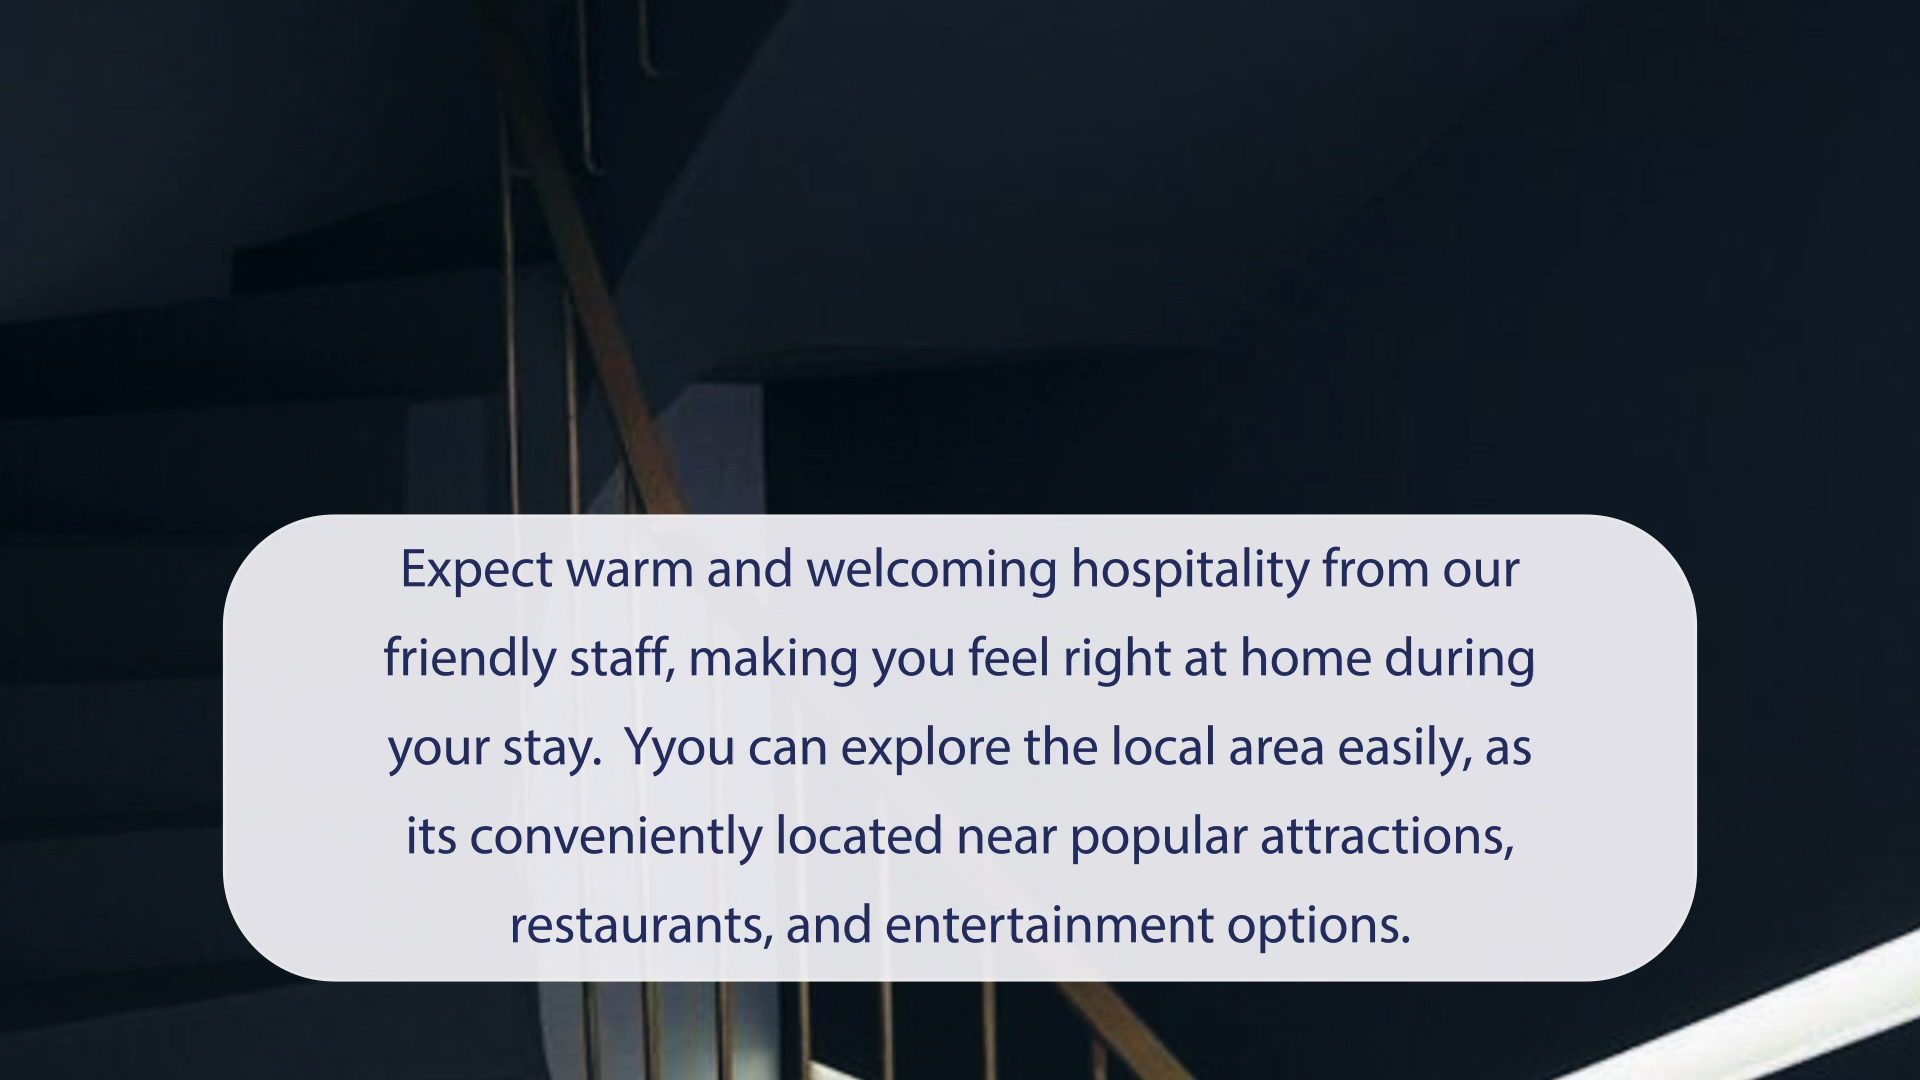 Expect warm and welcoming hospitality from our
friendly staff, making you feel right at home during
your stay.  Yyou can explore the local area easily, as
its conveniently located near popular attractions,
restaurants, and entertainment options.